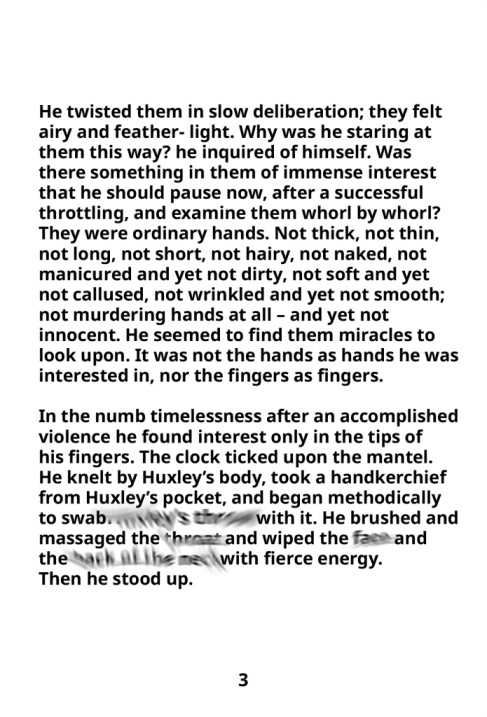 He twisted them in slow deliberation; they felt
airy and feather- light. Why was he staring at
them this way? he inquired of himself. Was
there something in them of immense interest
that he should pause now, after a successful
throttling, and examine them whorl by whorl?
They were ordinary hands. Not thick, not thin,
not long, not short, not hairy, not naked, not
manicured and yet not dirty, not soft and yet
not callused, not wrinkled and yet not smooth;
not murdering hands at all – and yet not
innocent. He seemed to find them miracles to
look upon. It was not the hands as hands he was
interested in, nor the fingers as fingers.
In the numb timelessness after an accomplished
violence he found interest only in the tips of
his fingers. The clock ticked upon the mantel.
He knelt by Huxley’s body, took a handkerchief
from Huxley’s pocket, and began methodically
to swab with it. He brushed and
massaged the throat and wiped the face and
the with fierce energy.
Then he stood up.
3